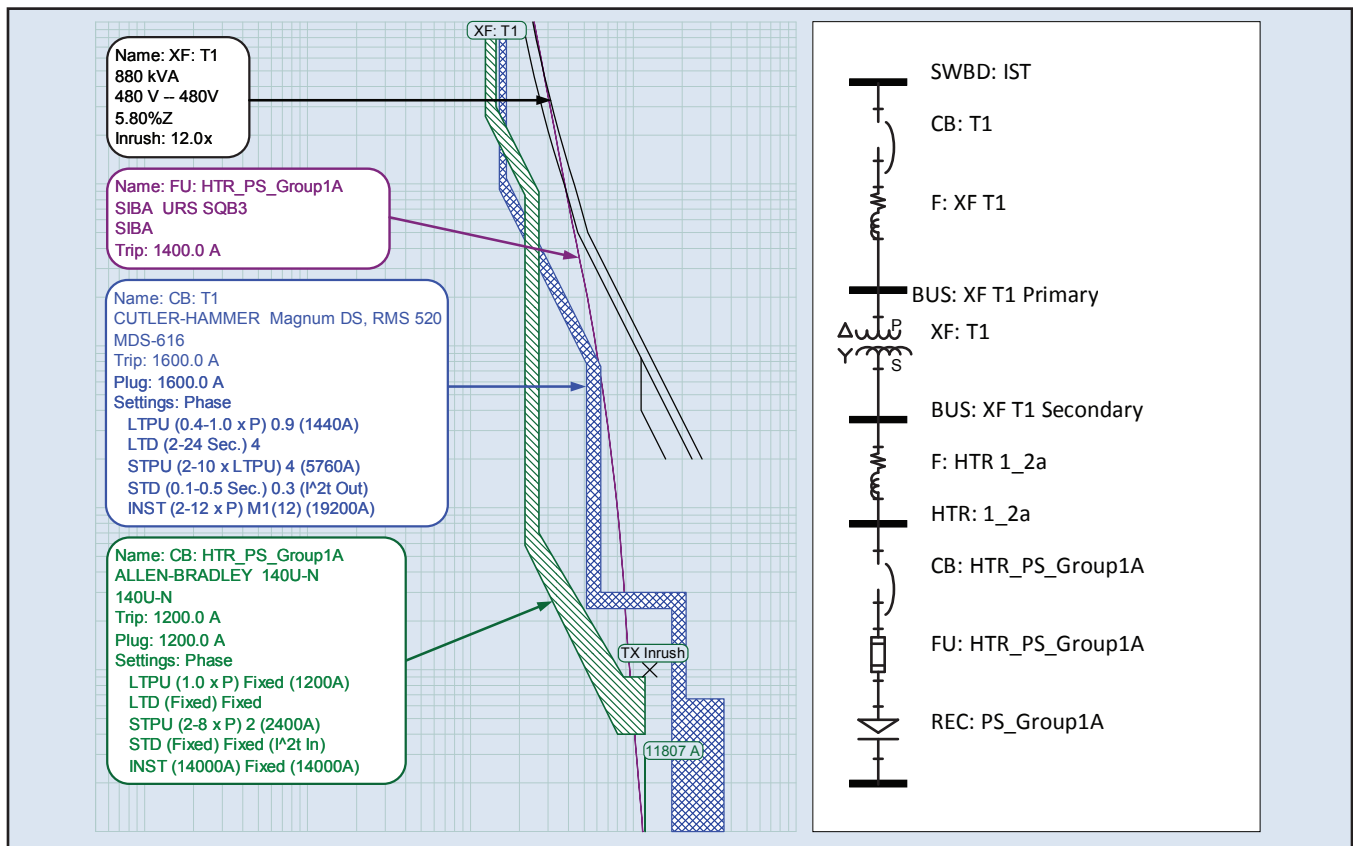 XF: T1
Name: XF: T1
880 kVA
480 V -- 480V
5.80%Z
Inrush: 12.0x
Name: FU: HTR_PS_Group1A
SIBA URS SQB3
SIBA
Trip: 1400.0 A
Name: CB: T1
CUTLER-HAMMER Magnum DS, RMS 520
MDS-616
Trip: 1600.0 A
Plug: 1600.0 A
Settings: Phase
LTPU (0.4-1.0 x P) 0.9 (1440A)
LTD (2-24 Sec.) 4
STPU (2-10 x LTPU) 4 (5760A)
STD (0.1-0.5 Sec.) 0.3 (I^2t Out)
INST (2-12 x P) M1(12) (19200A)
Name: CB: HTR_PS_Group1A
ALLEN-BRADLEY 140U-N
140U-N
Trip: 1200.0 A
Plug: 1200.0 A
Settings: Phase
LTPU (1.0 x P) Fixed (1200A)
LTD (Fixed) Fixed
STPU (2-8 x P) 2 (2400A)
STD (Fixed) Fixed (I^2t In)
INST (14000A) Fixed (14000A)
TX Inrush
11807 A
SWBD: IST
CB: T1
F: XF T1
BUS: XF T1 Primary
Δ P
XF: T1
Y S
BUS: XF T1 Secondary
F: HTR 1_2a
HTR: 1_2a
CB: HTR_PS_Group1A
FU: HTR_PS_Group1A
REC: PS_Group1A